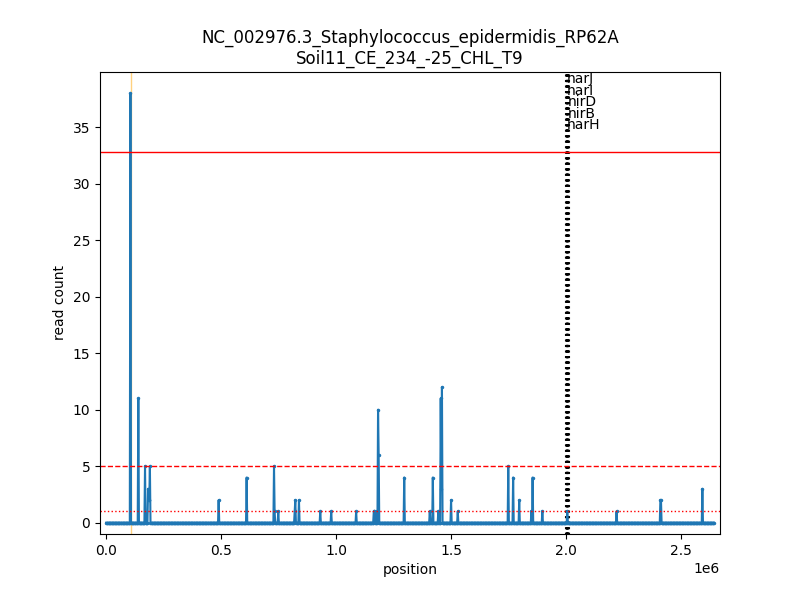 NC_002976.3_Staphylococcus_epidermidis_RP62A
Soil11_CE_234_-25_CHL_T9
narJ
narI
nirD
nirB
narH
35
30
25
20
15
10
5
0
read count
0.0 0.5 1.0 1.5 2.0 2.5
1e6
position